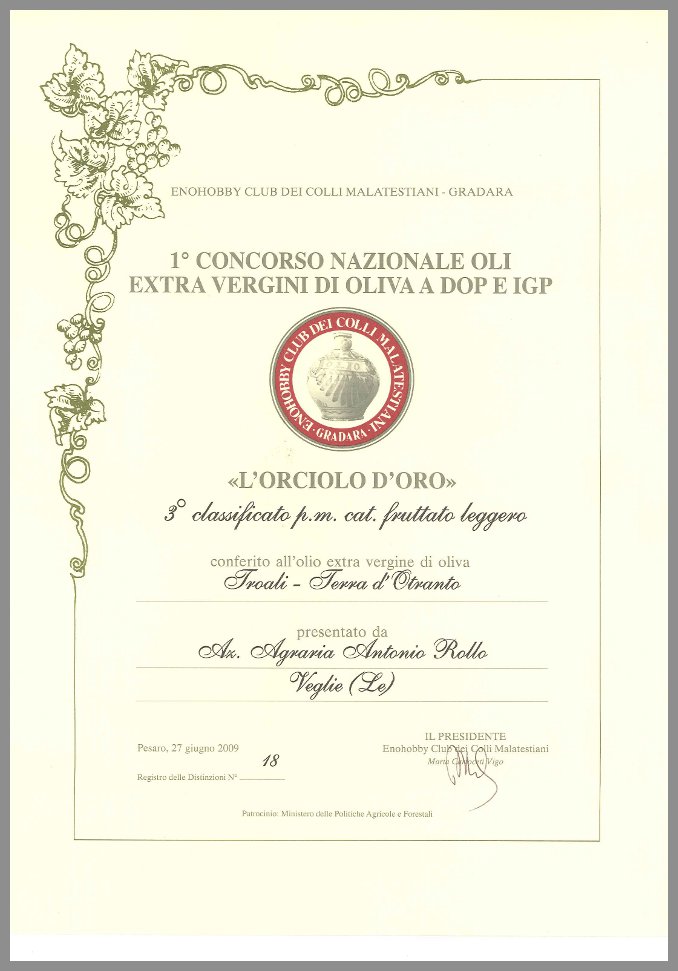 ENOHOBBY CLUB DEI COLLI MALATESTIANI - GRADARA
1° CONCORSO NAZIONALE OLI
EXTRA VERGINI DI OLIVA A DOP E IGP
ENOHOBBY CLUB DEI COLLI MALATESTIANI
· GRADARA ·
«L'ORCIOLO D'ORO»
3° classificato p.m. cat. fruttato leggero
conferito all'olio extra vergine di oliva
Troali - Terra d'Otranto
presentato da
Az. Agraria Antonio Rollo
Veglie (Le)
IL PRESIDENTE
Pesaro, 27 giugno 2009
Enohobby Club dei Colli Malatestiani
Vigo
Registro delle Distinzioni N° 18
Patrocinio: Ministero delle Politiche Agricole e Forestali